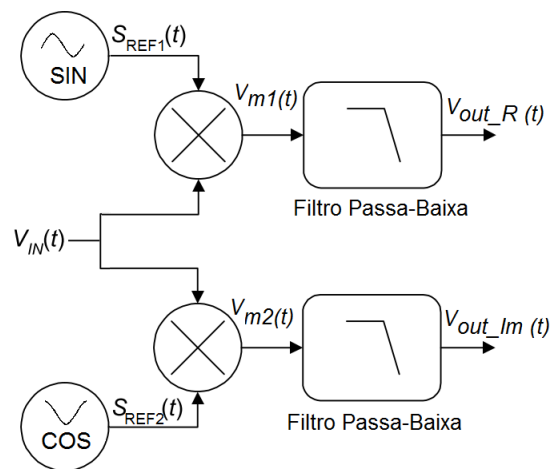 S_REF1(t)
SIN
V_m1(t)
V_out_R (t)
Filtro Passa-Baixa
V_IN(t)
V_m2(t)
V_out_Im (t)
S_REF2(t)
COS
Filtro Passa-Baixa